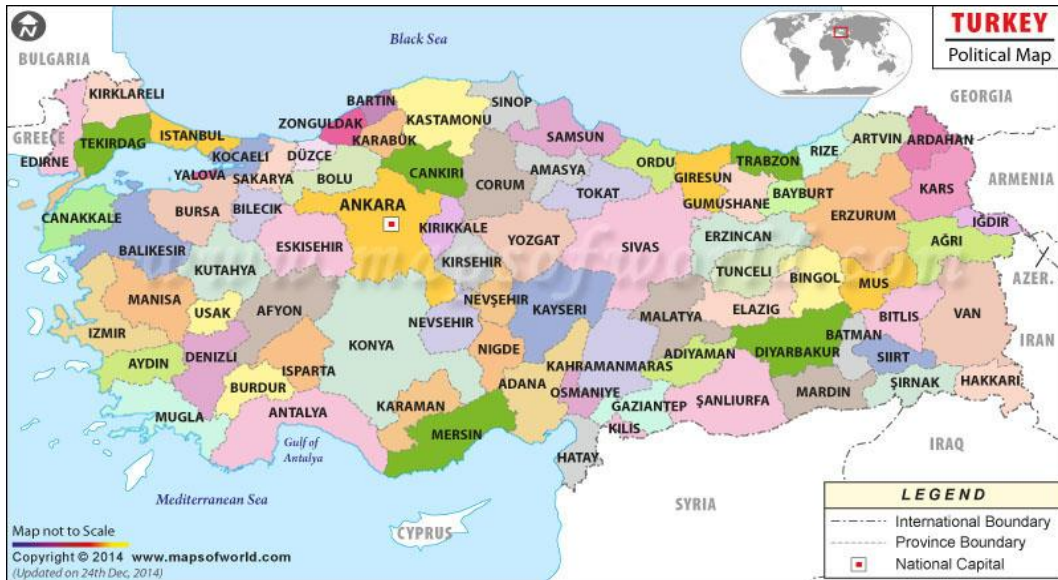 TURKEY
Political Map
N
Black Sea
BULGARIA
GEORGIA
GREECE
ARMENIA
AZER.
IRAN
IRAQ
SYRIA
CYPRUS
KIRKLARELI
EDIRNE
TEKIRDAG
ISTANBUL
KOCAELI
YALOVA
SAKARYA
DÜZCE
ZONGULDAK
BARTIN
KARABÜK
KASTAMONU
SINOP
SAMSUN
ORDU
GIRESUN
TRABZON
RIZE
ARTVIN
ARDAHAN
CANAKKALE
BURSA
BILECIK
BOLU
CANKIRI
CORUM
AMASYA
TOKAT
GUMUSHANE
BAYBURT
ERZURUM
KARS
IGDIR
BALIKESIR
KUTAHYA
ESKISEHIR
ANKARA
KIRIKKALE
KIRSEHIR
YOZGAT
SIVAS
ERZINCAN
TUNCELI
BINGOL
MUS
AĞRI
MANISA
USAK
AFYON
KONYA
NEVSEHIR
NEVŞEHIR
KAYSERI
MALATYA
ELAZIG
BATMAN
BITLIS
VAN
IZMIR
AYDIN
DENIZLI
ISPARTA
BURDUR
NIGDE
KAHRAMANMARAS
ADIYAMAN
DIYARBAKUR
SIIRT
ŞIRNAK
HAKKARI
MUGLA
ANTALYA
KARAMAN
MERSIN
ADANA
OSMANIYE
GAZIANTEP
KILIS
ŞANLIURFA
MARDIN
HATAY
Gulf of
Antalya
Mediterranean Sea
www.mapsofworld.com
LEGEND
International Boundary
Province Boundary
National Capital
Map not to Scale
Copyright © 2014 www.mapsofworld.com
(Updated on 24th Dec, 2014)